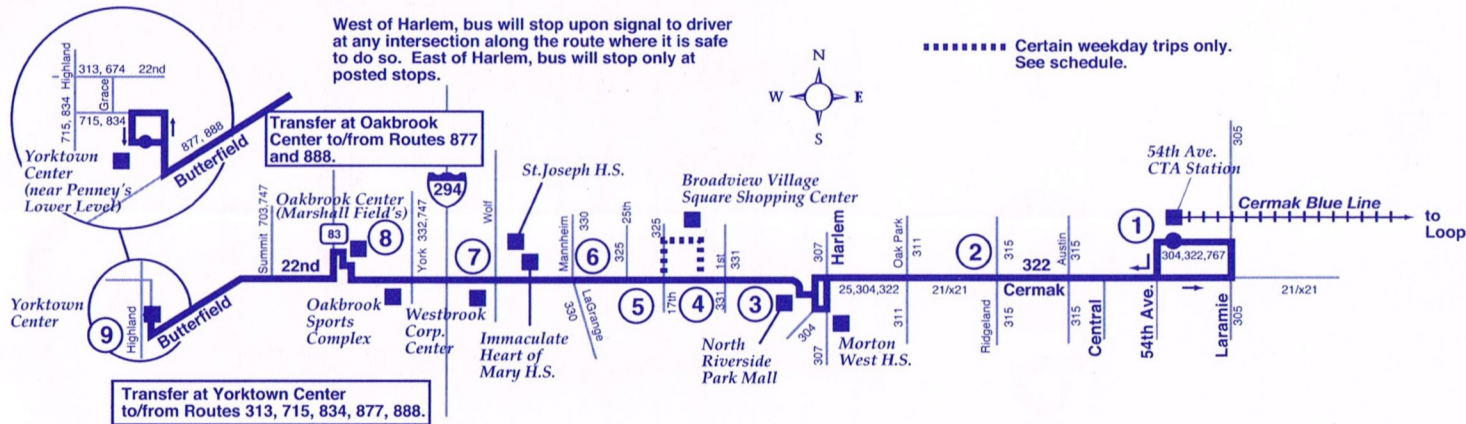 West of Harlem, bus will stop upon signal to driver
at any intersection along the route where it is safe
to do so. East of Harlem, bus will stop only at
posted stops.
Certain weekday trips only.
See schedule.
N
W
E
S
Highland
313, 674
22nd
Grace
715, 834
715, 834
877, 888
Butterfield
Yorktown
Center
(near Penney's
Lower Level)
Transfer at Oakbrook
Center to/from Routes 877
and 888.
Summit 703,747
Oakbrook Center
(Marshall Field's)
83
8
York 332,747
294
7
Wolf
St.Joseph H.S.
Mannheim
330
6
325
25th
325
Broadview Village
Square Shopping Center
1st
331
307
Harlem
Oak Park
311
2
315
Austin
315
1
54th Ave.
CTA Station
305
Cermak Blue Line
to
Loop
304,322,767
22nd
322
25,304,322
21/x21
Cermak
21/x21
Yorktown
Center
9
Highland
Butterfield
Oakbrook
Sports
Complex
Westbrook
Corp.
Center
Immaculate
Heart of
Mary H.S.
330
LaGrange
5
17th
4
331
3
North
Riverside
Park Mall
304
307
Morton
West H.S.
311
Ridgeland
315
315
Central
54th Ave.
Laramie
305
Transfer at Yorktown Center
to/from Routes 313, 715, 834, 877, 888.